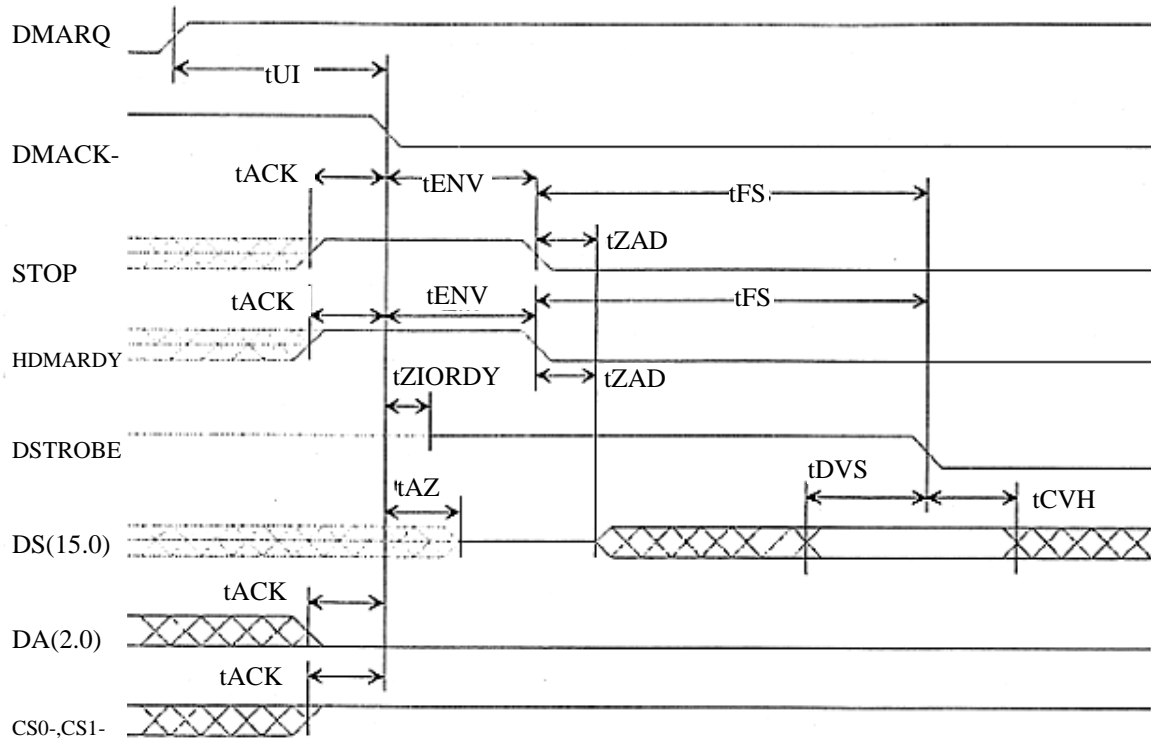 DMARQ
tUI
DMACK-
tACK
tENV
tFS
tZAD
STOP
tACK
tENV
tFS
HDMARDY
tZAD
tZIORDY
DSTROBE
tDVS
tCVH
tAZ
DS(15.0)
tACK
DA(2.0)
tACK
CS0-,CS1-